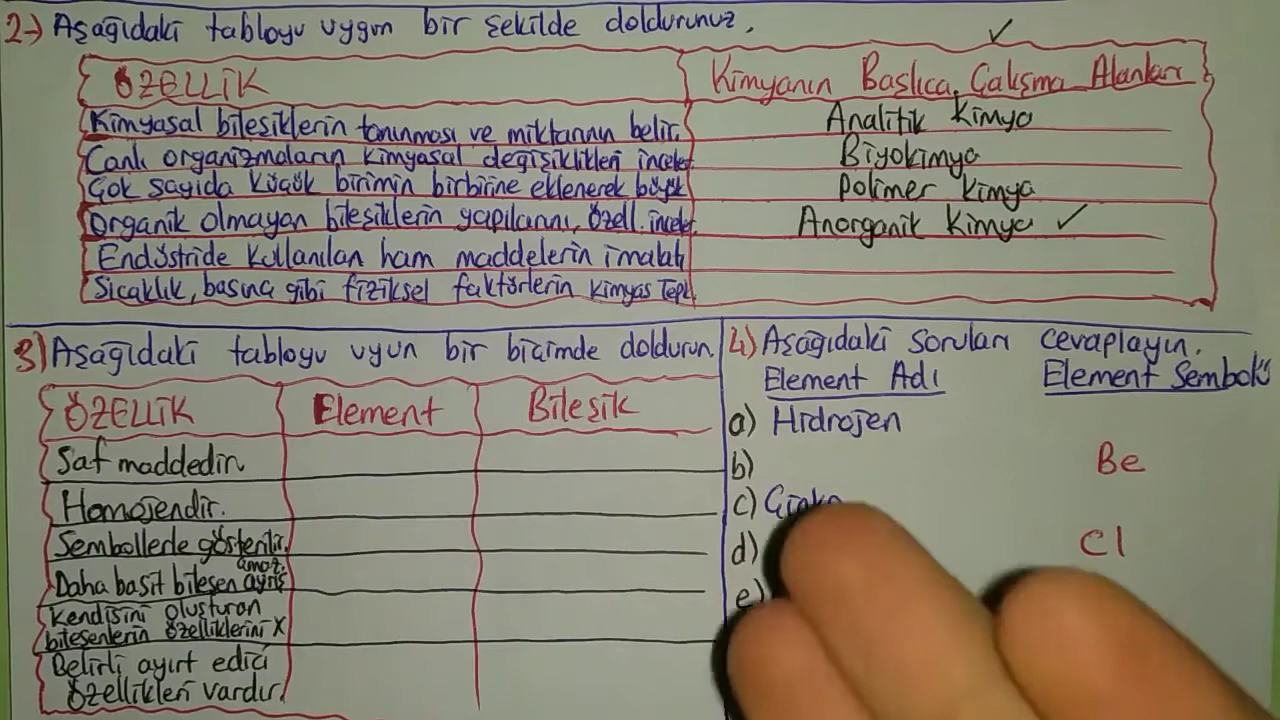 2→) Aşağıdaki tabloyu uygun bir şekilde doldurunuz.
ÖZELLİK
Kimyanın Başlıca Çalışma Alanları
Kimyasal bileşiklerin tanınması ve miktarının belir.
Analitik Kimya
Canlı organizmaların kimyasal değişiklikleri inceler
Biyokimya
Çok sayıda küçük birimin birbirine eklenerek büyük
Polimer Kimya
Organik olmayan bileşiklerin yapılarını, özell. inceler.
Anorganik Kimya ✓
Endüstride kullanılan ham maddelerin imalatı
Sıcaklık, basınç gibi fiziksel faktörlerin kimyas Tepk.
3) Aşağıdaki tabloyu uyun bir biçimde doldurun.
ÖZELLİK
Element
Bileşik
Saf maddedir.
Homojendir.
Sembollerle gösterilir.
Daha basit bileşen ayrış
amaz.
Kendisini oluşturan
bileşenlerin özelliklerini X
Belirli ayırt edici
özellikleri vardır.
4) Aşağıdaki soruları cevaplayın.
Element Adı
Element Sembolü
a) Hidrojen
b)
Be
c)
d)
Cl
e)